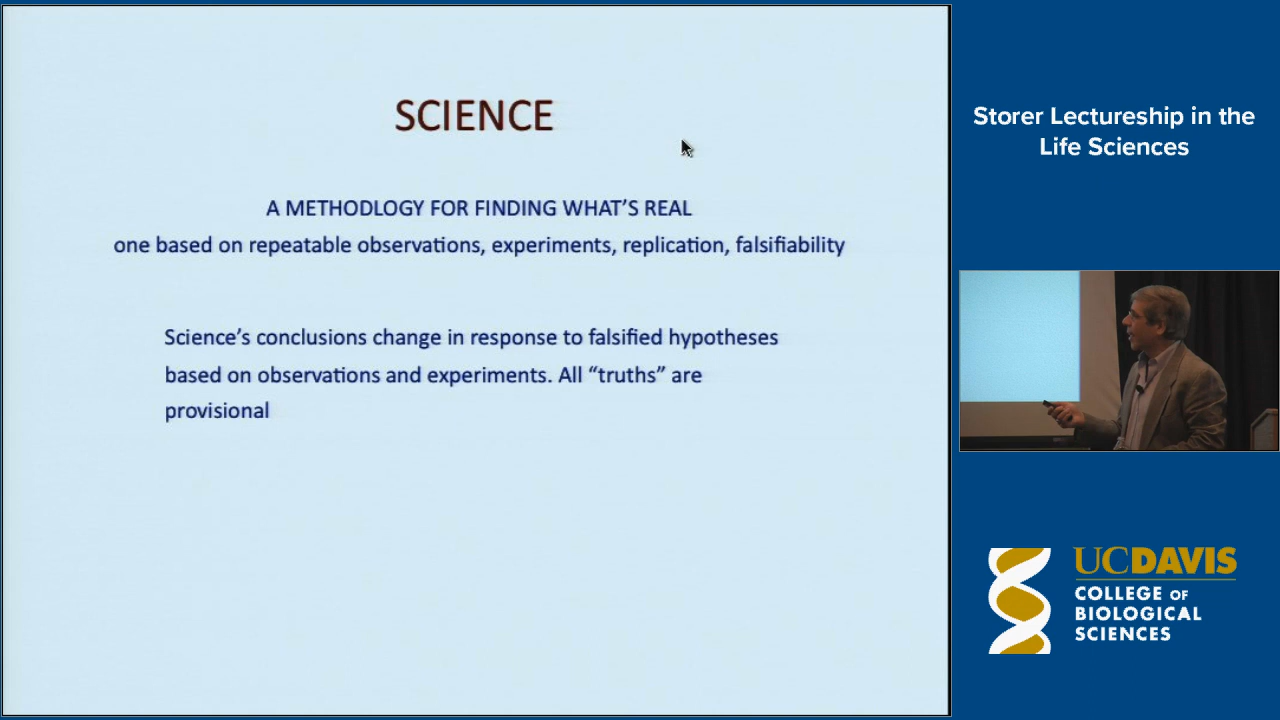 SCIENCE
A METHODLOGY FOR FINDING WHAT'S REAL
one based on repeatable observations, experiments, replication, falsifiability
Science's conclusions change in response to falsified hypotheses
based on observations and experiments. All “truths” are
provisional
Storer Lectureship in the
Life Sciences
UCDAVIS
COLLEGE OF
BIOLOGICAL
SCIENCES